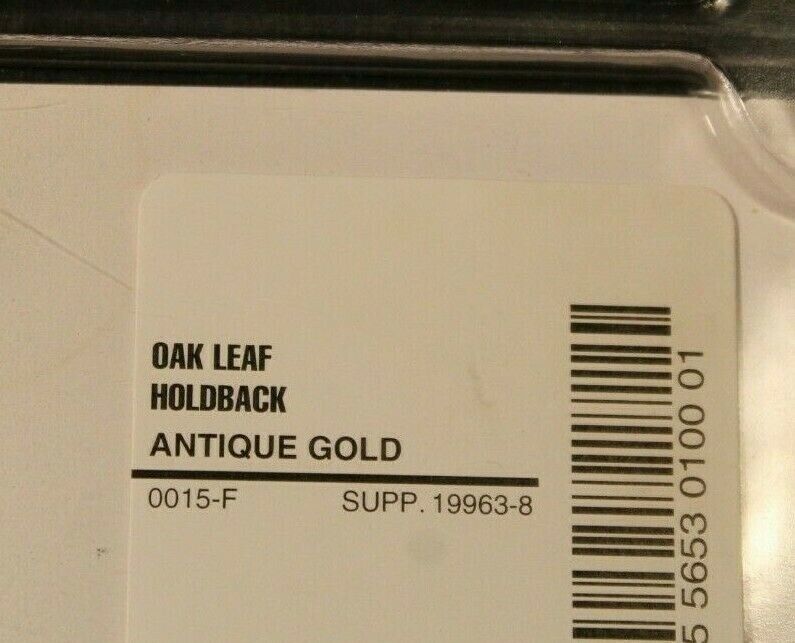 OAK LEAF
HOLDBACK
ANTIQUE GOLD
0015-F SUPP. 19963-8
5 5653 0100 01